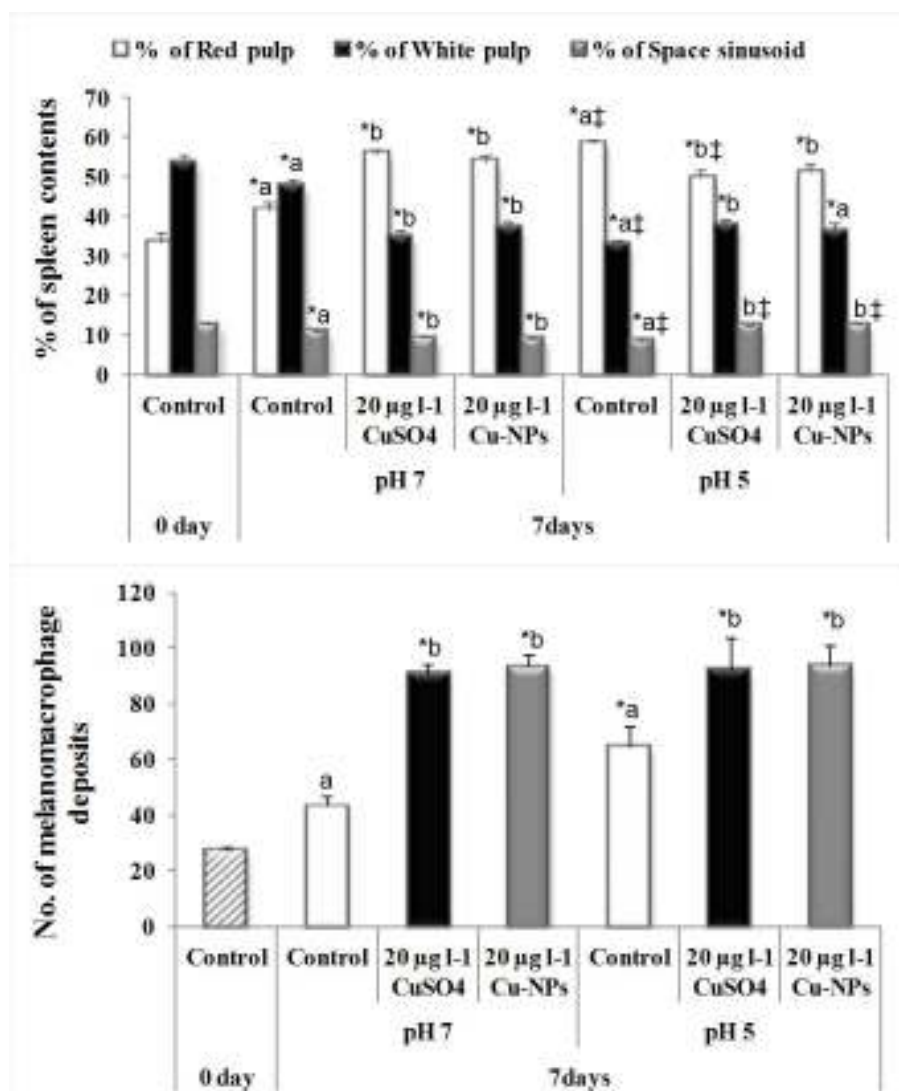 % of Red pulp % of White pulp % of Space sinusoid
% of spleen contents
70
60
50
40
30
20
10
0
*a *a *a
*b *b *b
*b *b *b
*a‡ *a‡ *a‡
*b‡ *b b‡
*b *a b‡
Control Control 20 µg l-1 20 µg l-1 Control 20 µg l-1 20 µg l-1
CuSO4 Cu-NPs CuSO4 Cu-NPs
pH 7 pH 5
0 day 7days
No. of melanomacrophage
deposits
120
100
80
60
40
20
0
a *b *b *a *b *b
Control Control 20 µg l-1 20 µg l-1 Control 20 µg l-1 20 µg l-1
CuSO4 Cu-NPs CuSO4 Cu-NPs
pH 7 pH 5
0 day 7days